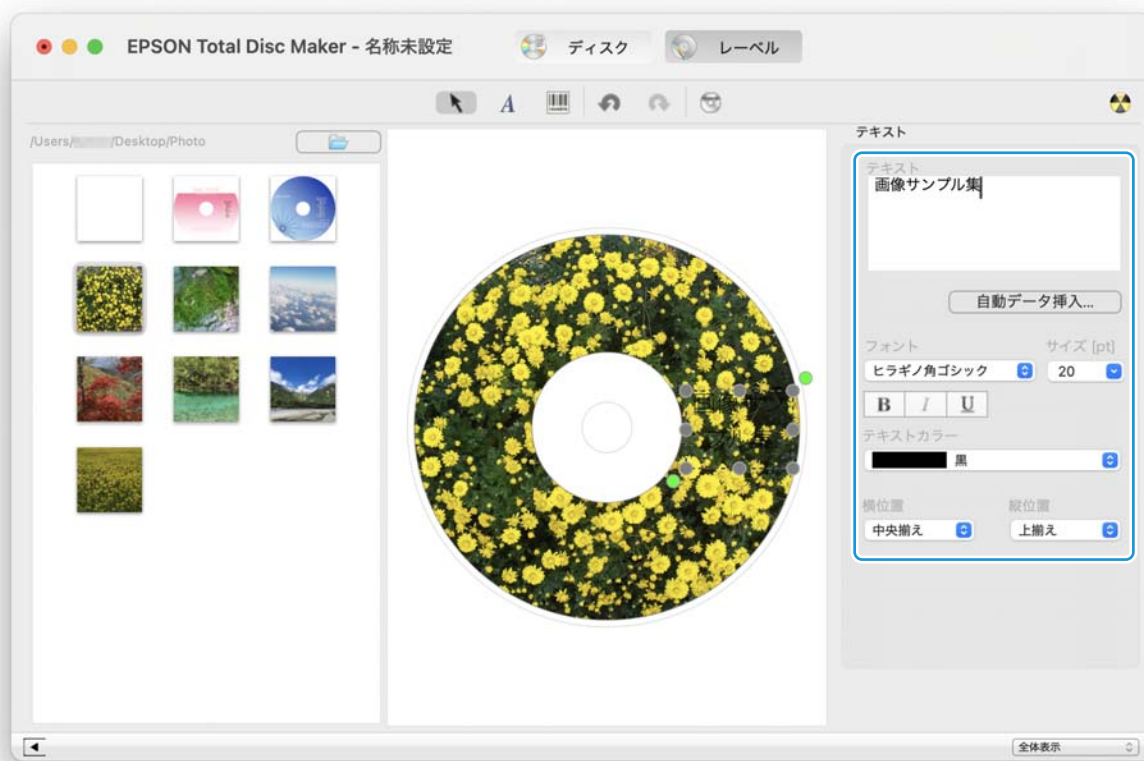 EPSON Total Disc Maker - 名称未設定
ディスク
レーベル
A
/Users/ /Desktop/Photo
テキスト
テキスト
画像サンプル集
自動データ挿入...
フォント
サイズ [pt]
ヒラギノ角ゴシック
20
B I U
テキストカラー
黒
横位置
縦位置
中央揃え
上揃え
全体表示